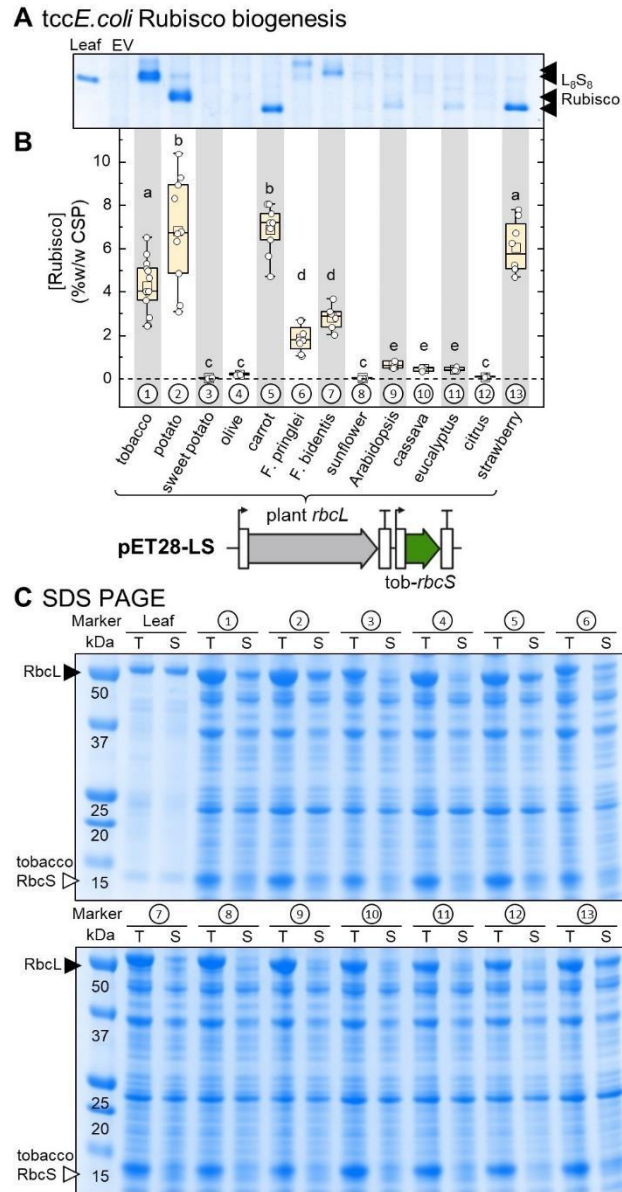 A tccE.coli Rubisco biogenesis
Leaf EV
L₈S₈
Rubisco
B
[Rubisco]
(%w/w CSP)
10
8
6
4
2
0
a b c c b d d c e e e c a
① ② ③ ④ ⑤ ⑥ ⑦ ⑧ ⑨ ⑩ ⑪ ⑫ ⑬
tobacco
potato
sweet potato
olive
carrot
F. pringlei
F. bidentis
sunflower
Arabidopsis
cassava
eucalyptus
citrus
strawberry
plant rbcL
pET28-LS
tob-rbcS
C SDS PAGE
Marker Leaf ① ② ③ ④ ⑤ ⑥
kDa T S T S T S T S T S T S T S
RbcL
50
37
25
20
tobacco
RbcS 15
Marker ⑦ ⑧ ⑨ ⑩ ⑪ ⑫ ⑬
kDa T S T S T S T S T S T S T S
RbcL
50
37
25
20
tobacco
RbcS 15